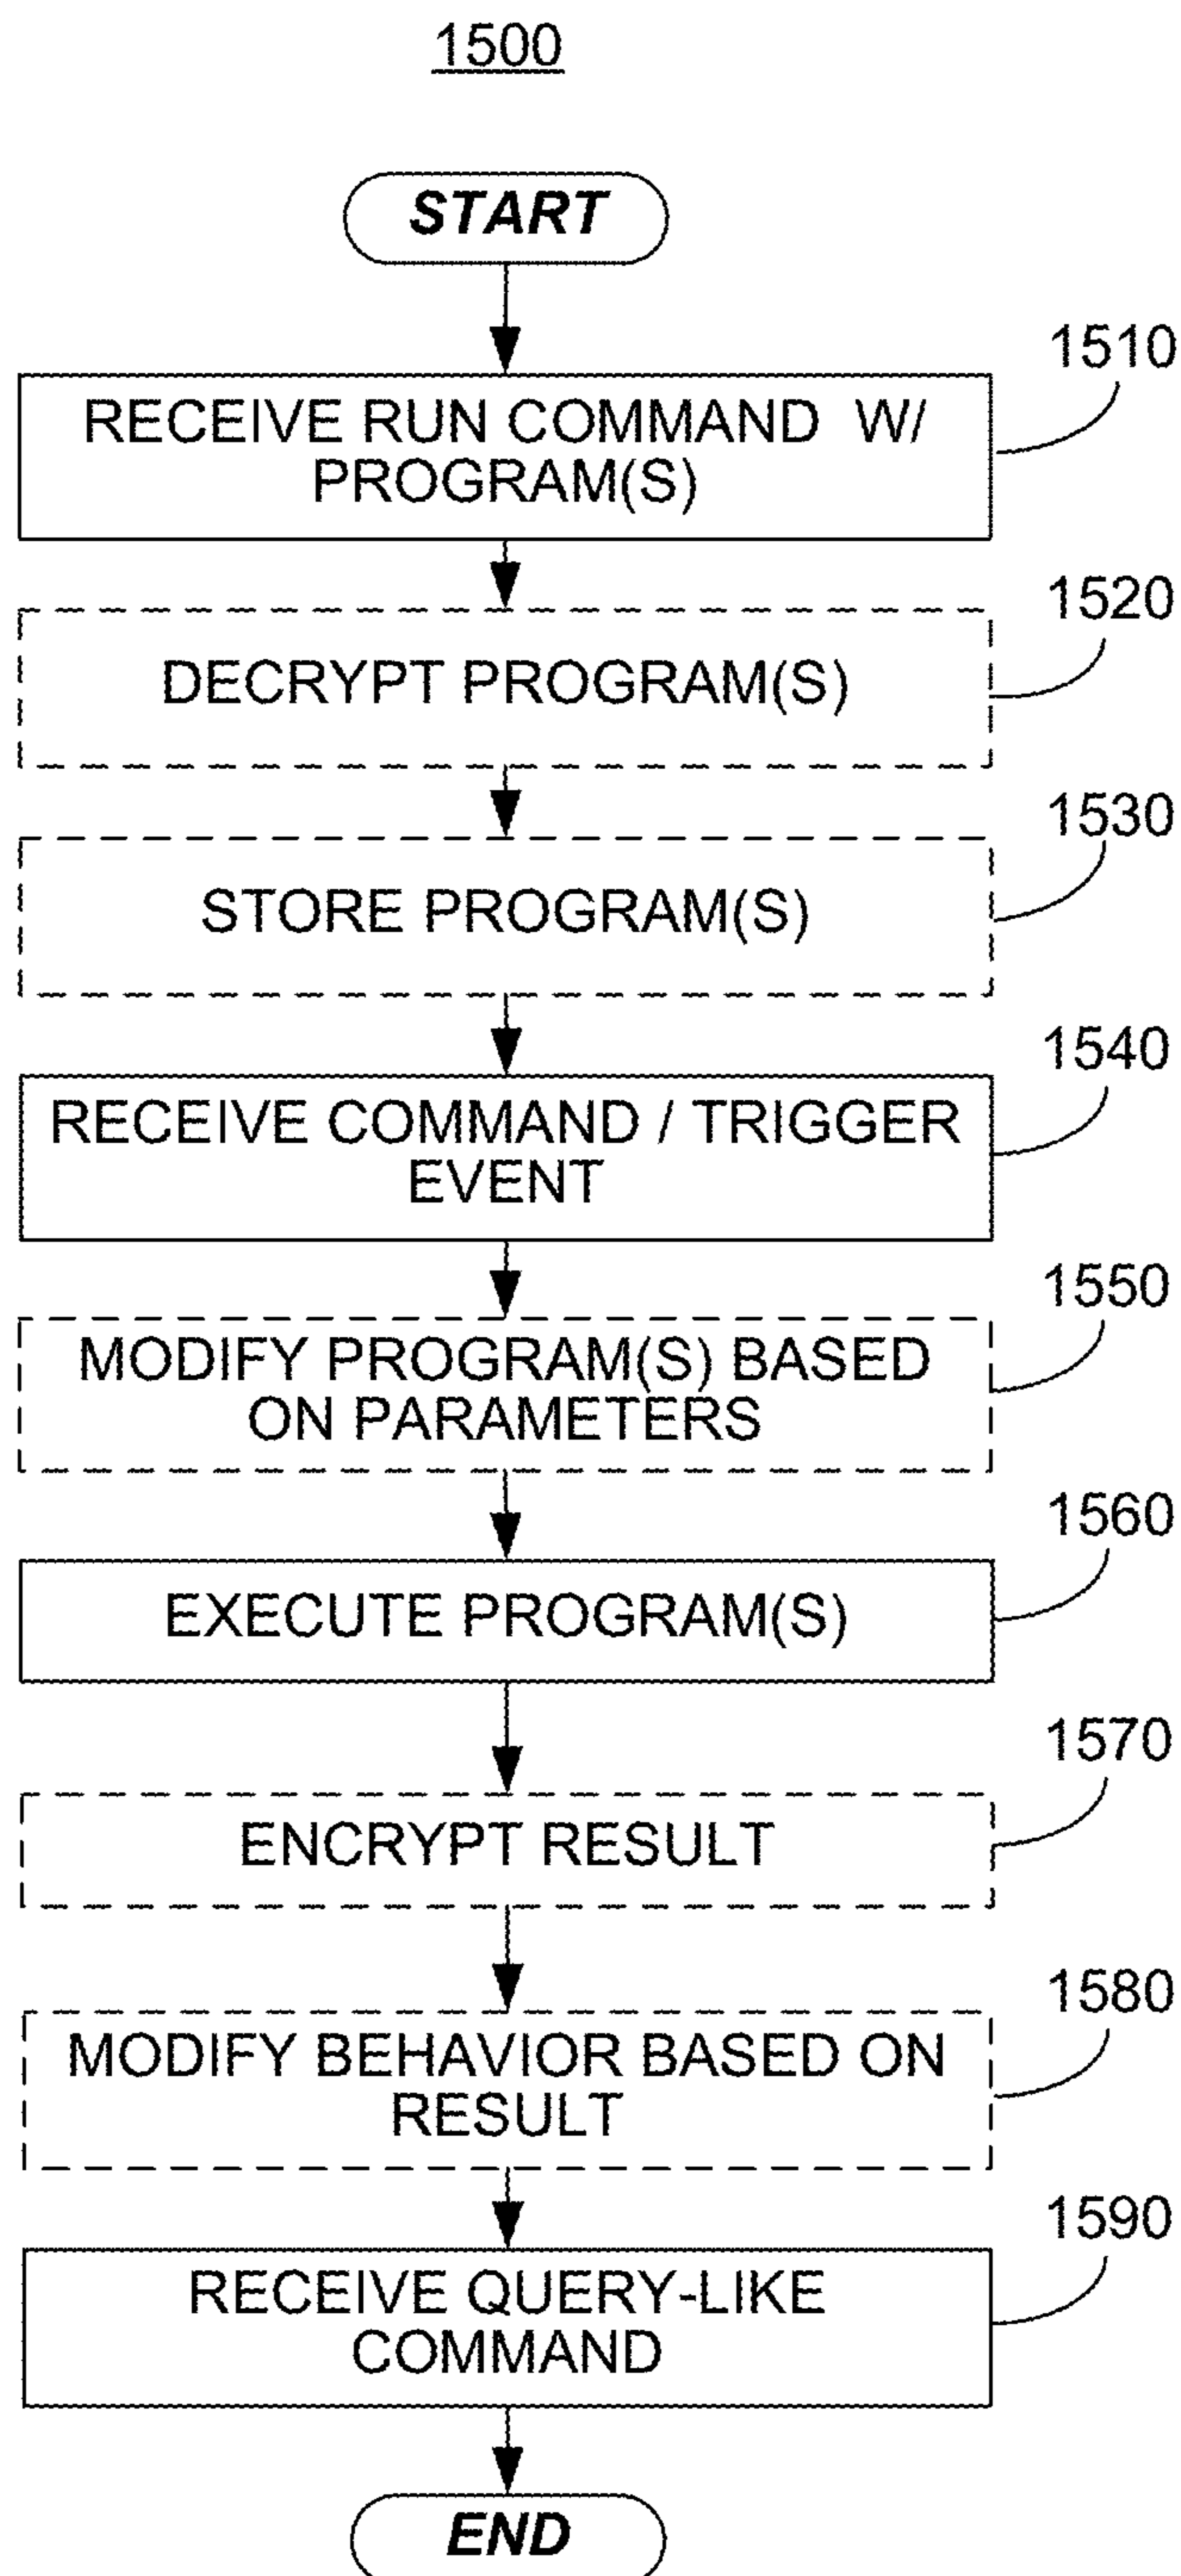 1500
START
1510
RECEIVE RUN COMMAND W/
PROGRAM(S)
1520
DECRYPT PROGRAM(S)
1530
STORE PROGRAM(S)
1540
RECEIVE COMMAND / TRIGGER
EVENT
1550
MODIFY PROGRAM(S) BASED
ON PARAMETERS
1560
EXECUTE PROGRAM(S)
1570
ENCRYPT RESULT
1580
MODIFY BEHAVIOR BASED ON
RESULT
1590
RECEIVE QUERY-LIKE
COMMAND
END